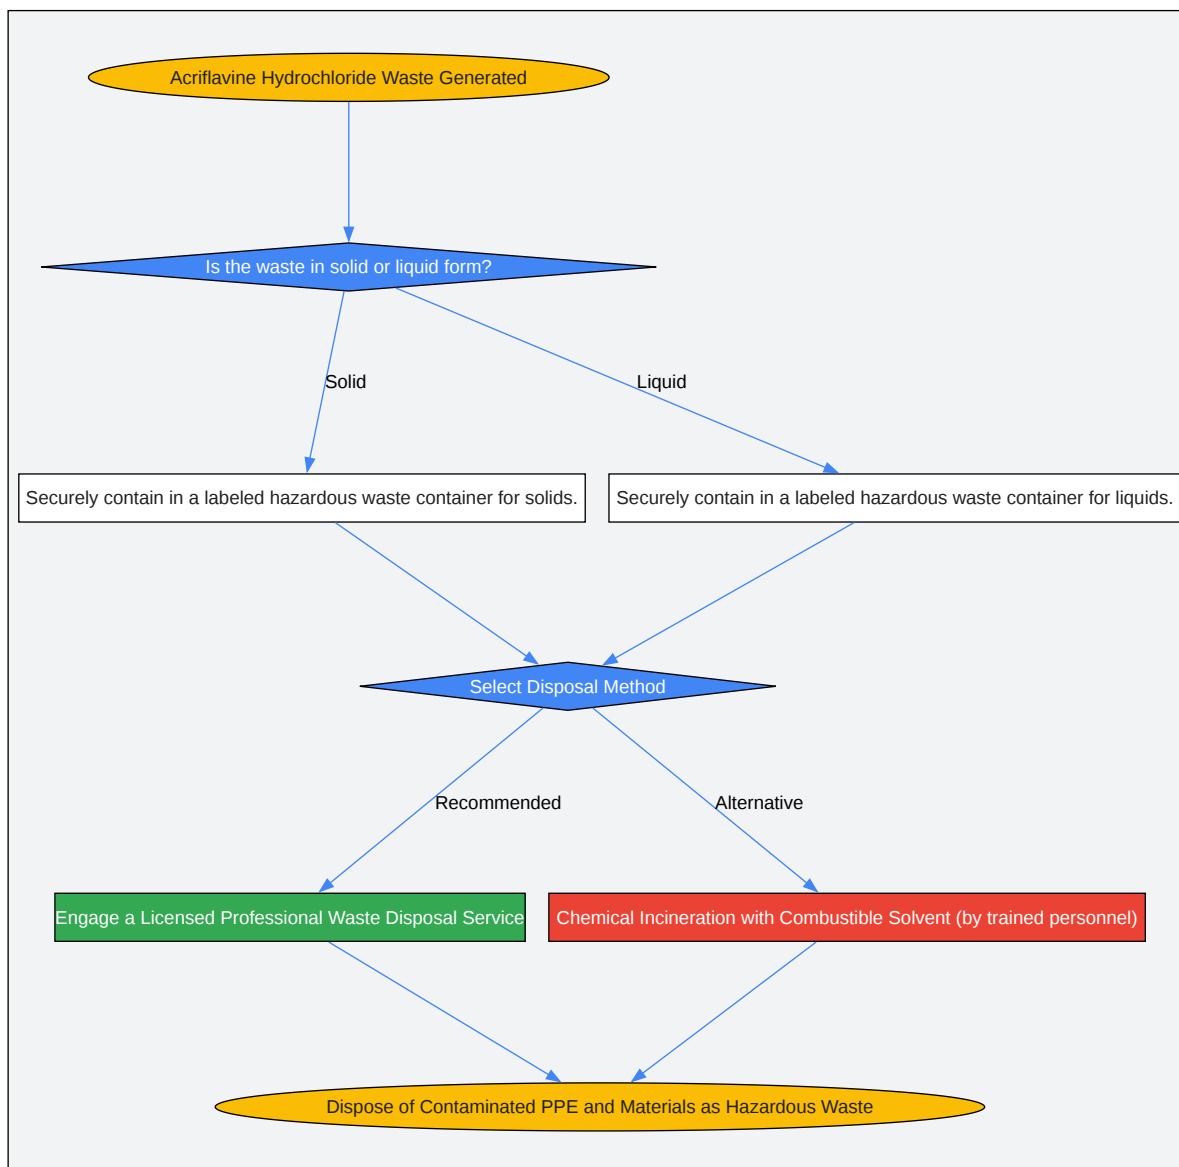 Acriflavine Hydrochloride Waste Generated
Is the waste in solid or liquid form?
Solid
Liquid
Securely contain in a labeled hazardous waste container for solids.
Securely contain in a labeled hazardous waste container for liquids.
Select Disposal Method
Recommended
Alternative
Engage a Licensed Professional Waste Disposal Service
Chemical Incineration with Combustible Solvent (by trained personnel)
Dispose of Contaminated PPE and Materials as Hazardous Waste